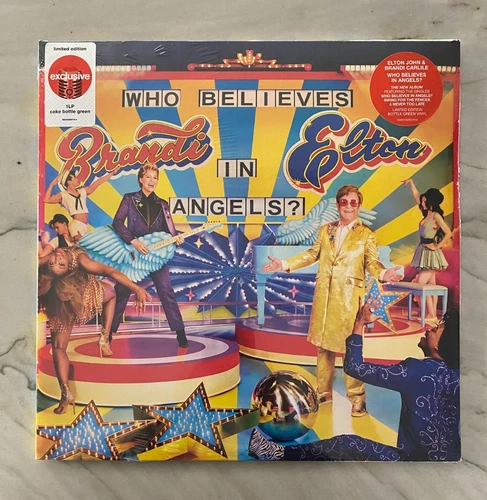 limited edition
exclusive
1LP
coke bottle green
ELTON JOHN &
BRANDI CARLILE
WHO BELIEVES
IN ANGELS?
THE NEW ALBUM
FEATURING THE SINGLES
WHO BELIEVES IN ANGELS?
SWING FOR THE FENCES
& NEVER TOO LATE
LIMITED EDITION
BOTTLE GREEN VINYL
WHO BELIEVES
Brandi
IN
Elton
ANGELS?